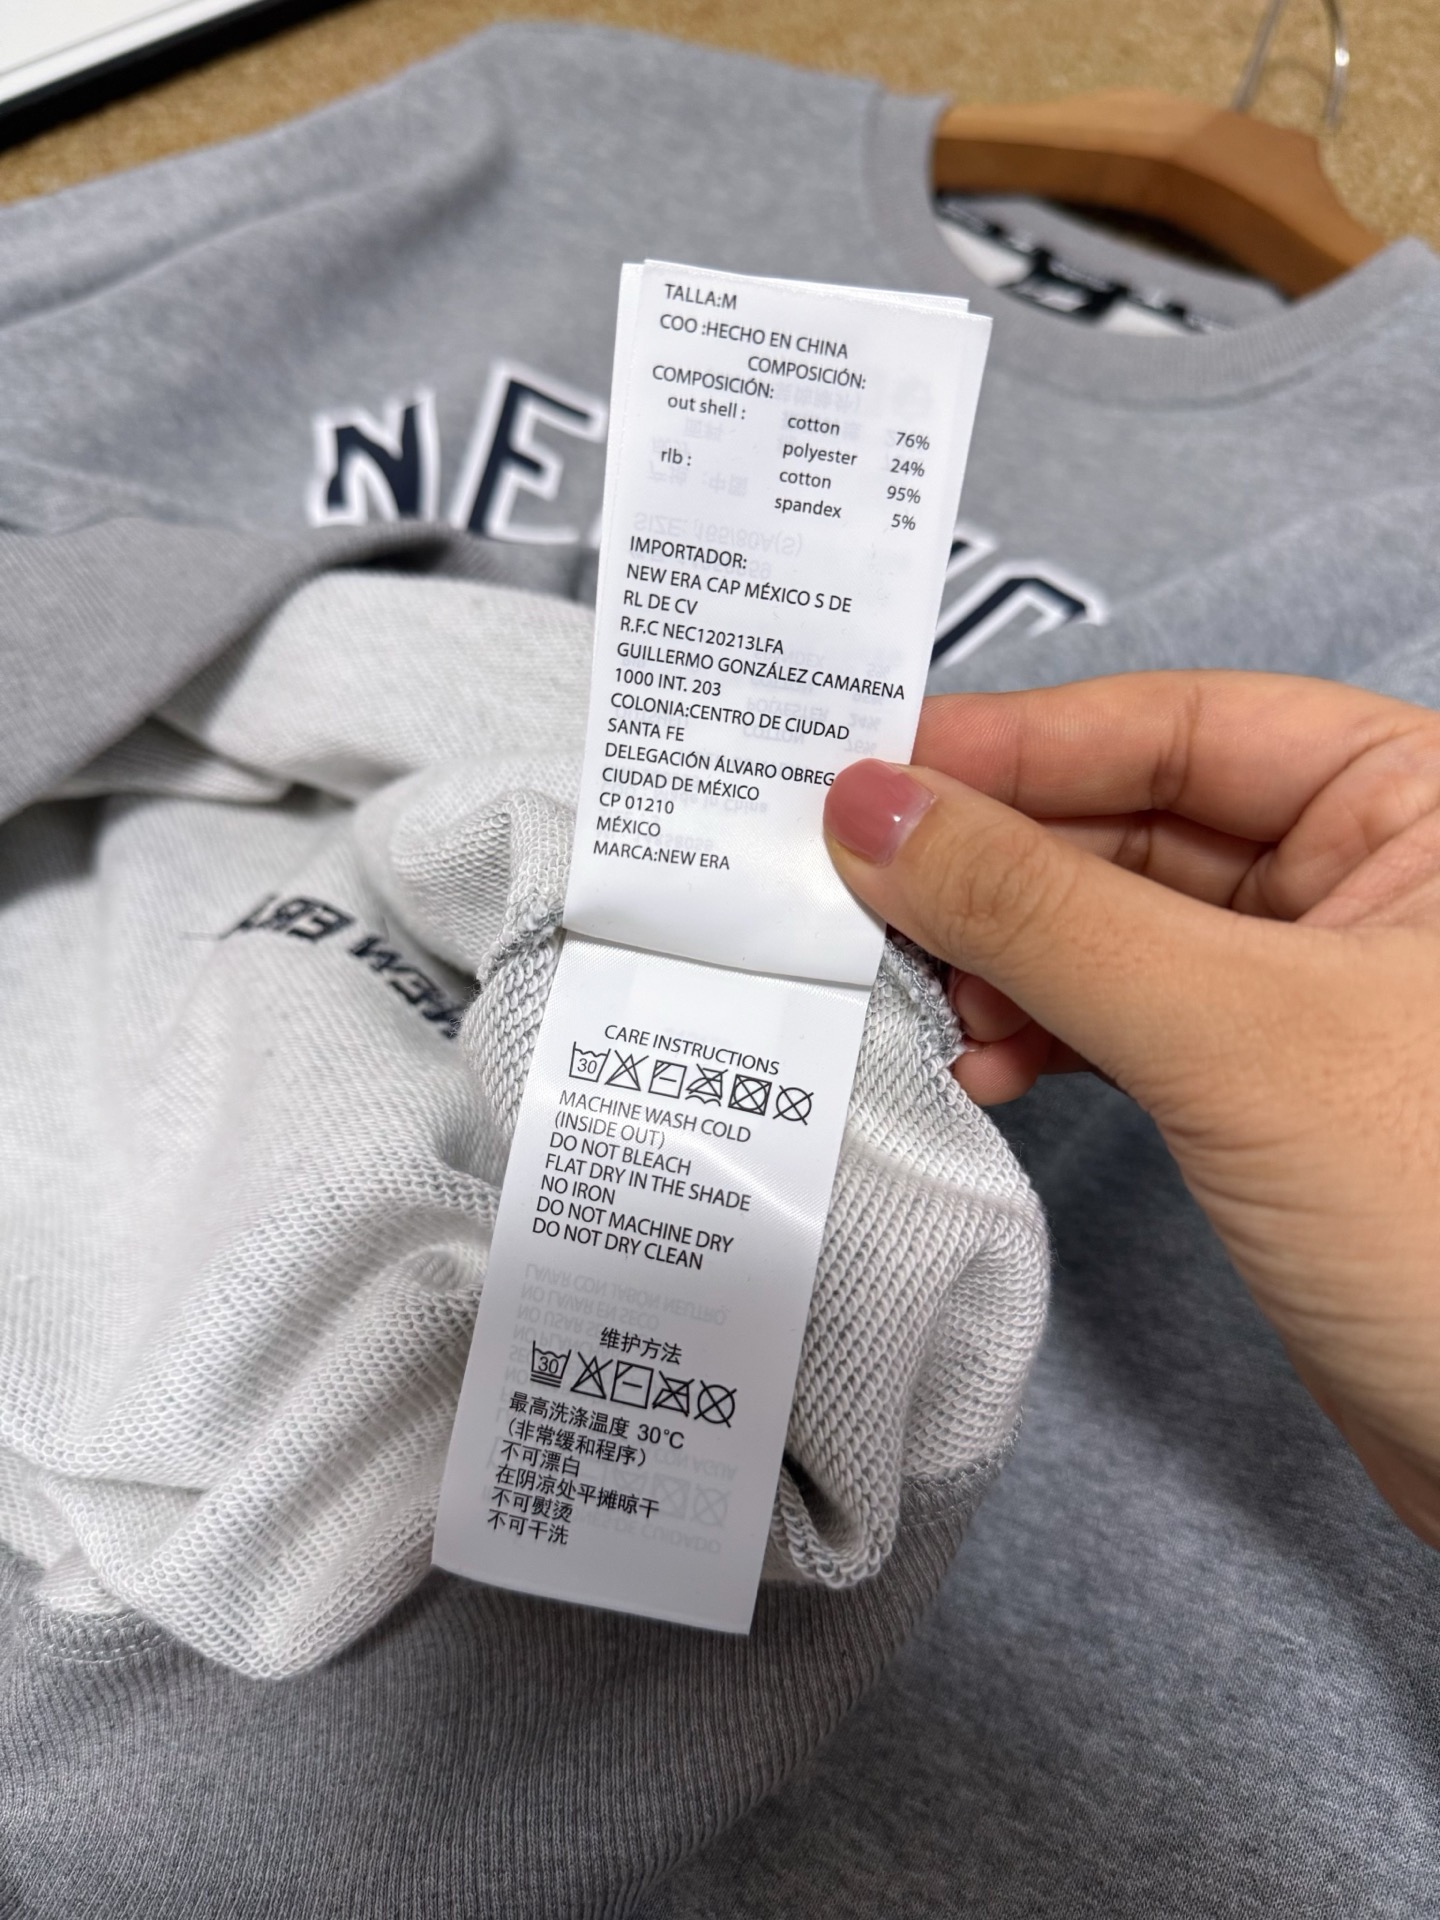 TALLA:M
COO :HECHO EN CHINA
COMPOSICIÓN:
COMPOSICIÓN:
out shell : cotton 76%
polyester 24%
rlb : cotton 95%
spandex 5%
IMPORTADOR:
NEW ERA CAP MÉXICO S DE
RL DE CV
R.F.C NEC120213LFA
GUILLERMO GONZÁLEZ CAMARENA
1000 INT. 203
COLONIA:CENTRO DE CIUDAD
SANTA FE
DELEGACIÓN ÁLVARO OBREG
CIUDAD DE MÉXICO
CP 01210
MÉXICO
MARCA:NEW ERA
CARE INSTRUCTIONS
30
MACHINE WASH COLD
(INSIDE OUT)
DO NOT BLEACH
FLAT DRY IN THE SHADE
NO IRON
DO NOT MACHINE DRY
DO NOT DRY CLEAN
维护方法
30
最高洗涤温度 30℃
(非常缓和程序)
不可漂白
在阴凉处平摊晾干
不可熨烫
不可干洗
NE